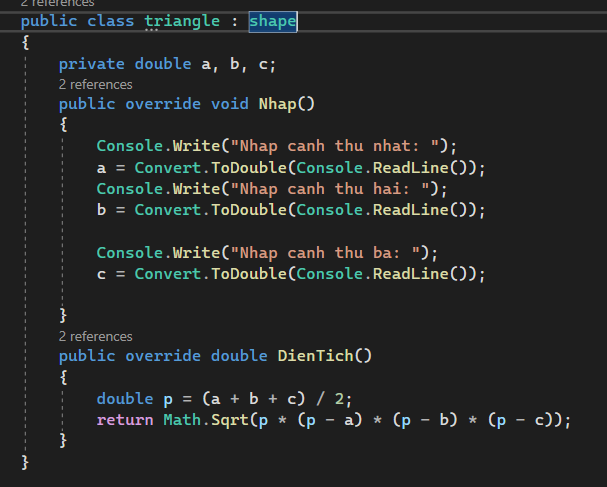 2 references
public class triangle : shape
{
private double a, b, c;
2 references
public override void Nhap()
{
Console.Write("Nhap canh thu nhat: ");
a = Convert.ToDouble(Console.ReadLine());
Console.Write("Nhap canh thu hai: ");
b = Convert.ToDouble(Console.ReadLine());
Console.Write("Nhap canh thu ba: ");
c = Convert.ToDouble(Console.ReadLine());
}
2 references
public override double DienTich()
{
double p = (a + b + c) / 2;
return Math.Sqrt(p * (p - a) * (p - b) * (p - c));
}
}